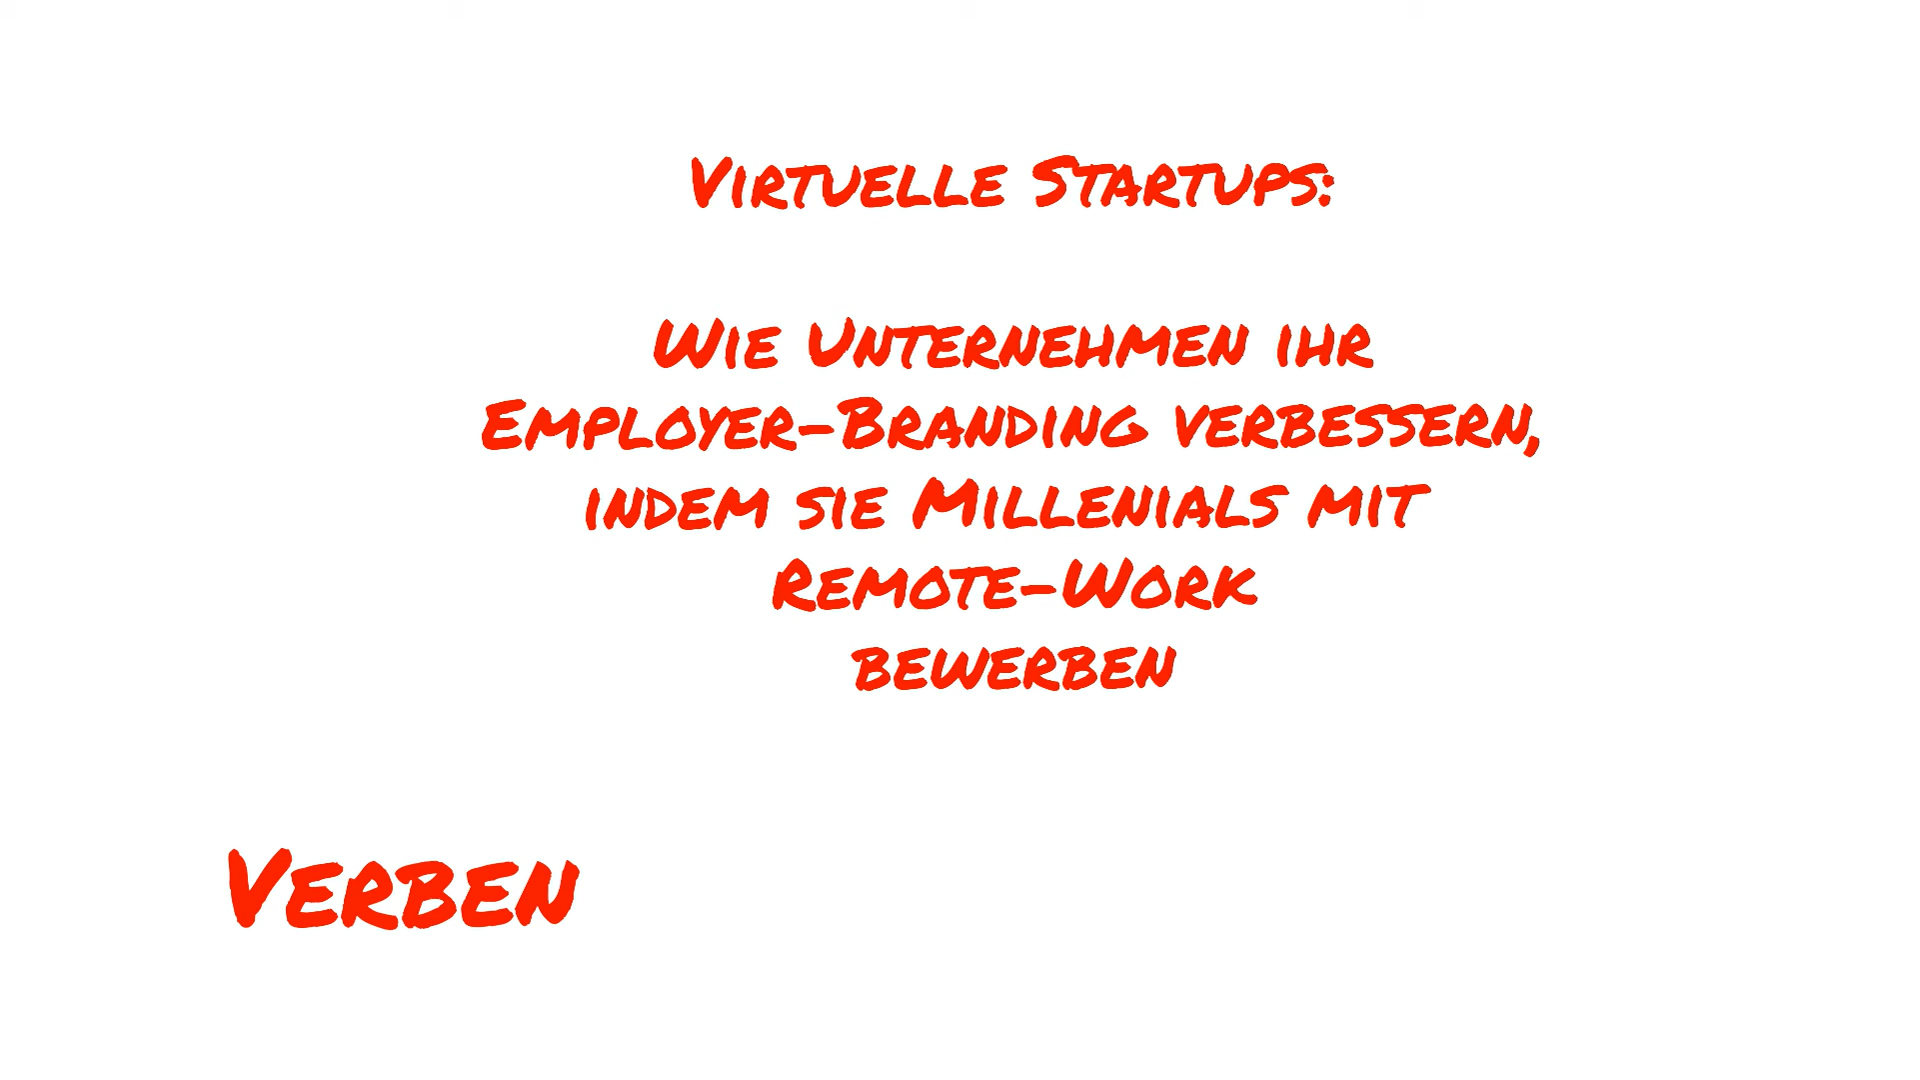 Virtuelle Startups:
Wie Unternehmen ihr
Employer-Branding verbessern,
indem sie Millenials mit
Remote-Work
bewerben
Verben